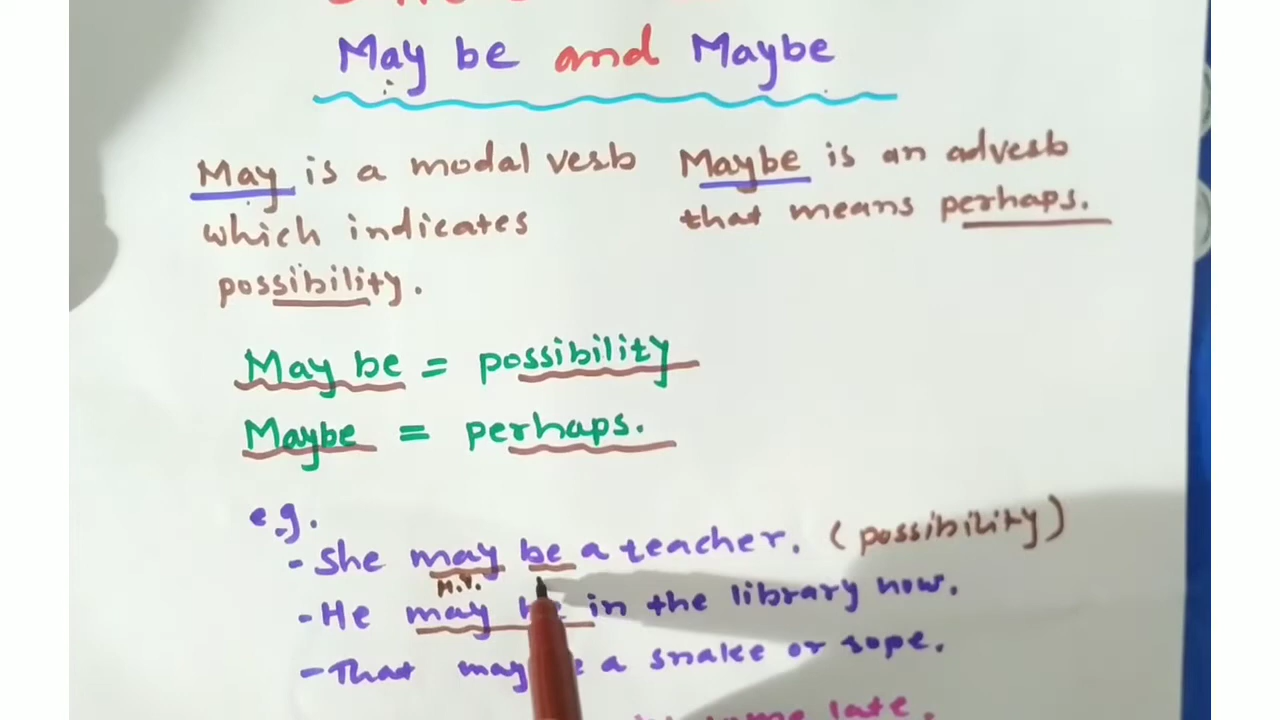 May be and Maybe
May is a modal verb
which indicates
possibility.
Maybe is an adverb
that means perhaps.
May be = possibility
Maybe = perhaps.
e.g.
- She may be a teacher. (possibility)
M.V.
- He may be in the library now.
- That may a snake or rope.
late.